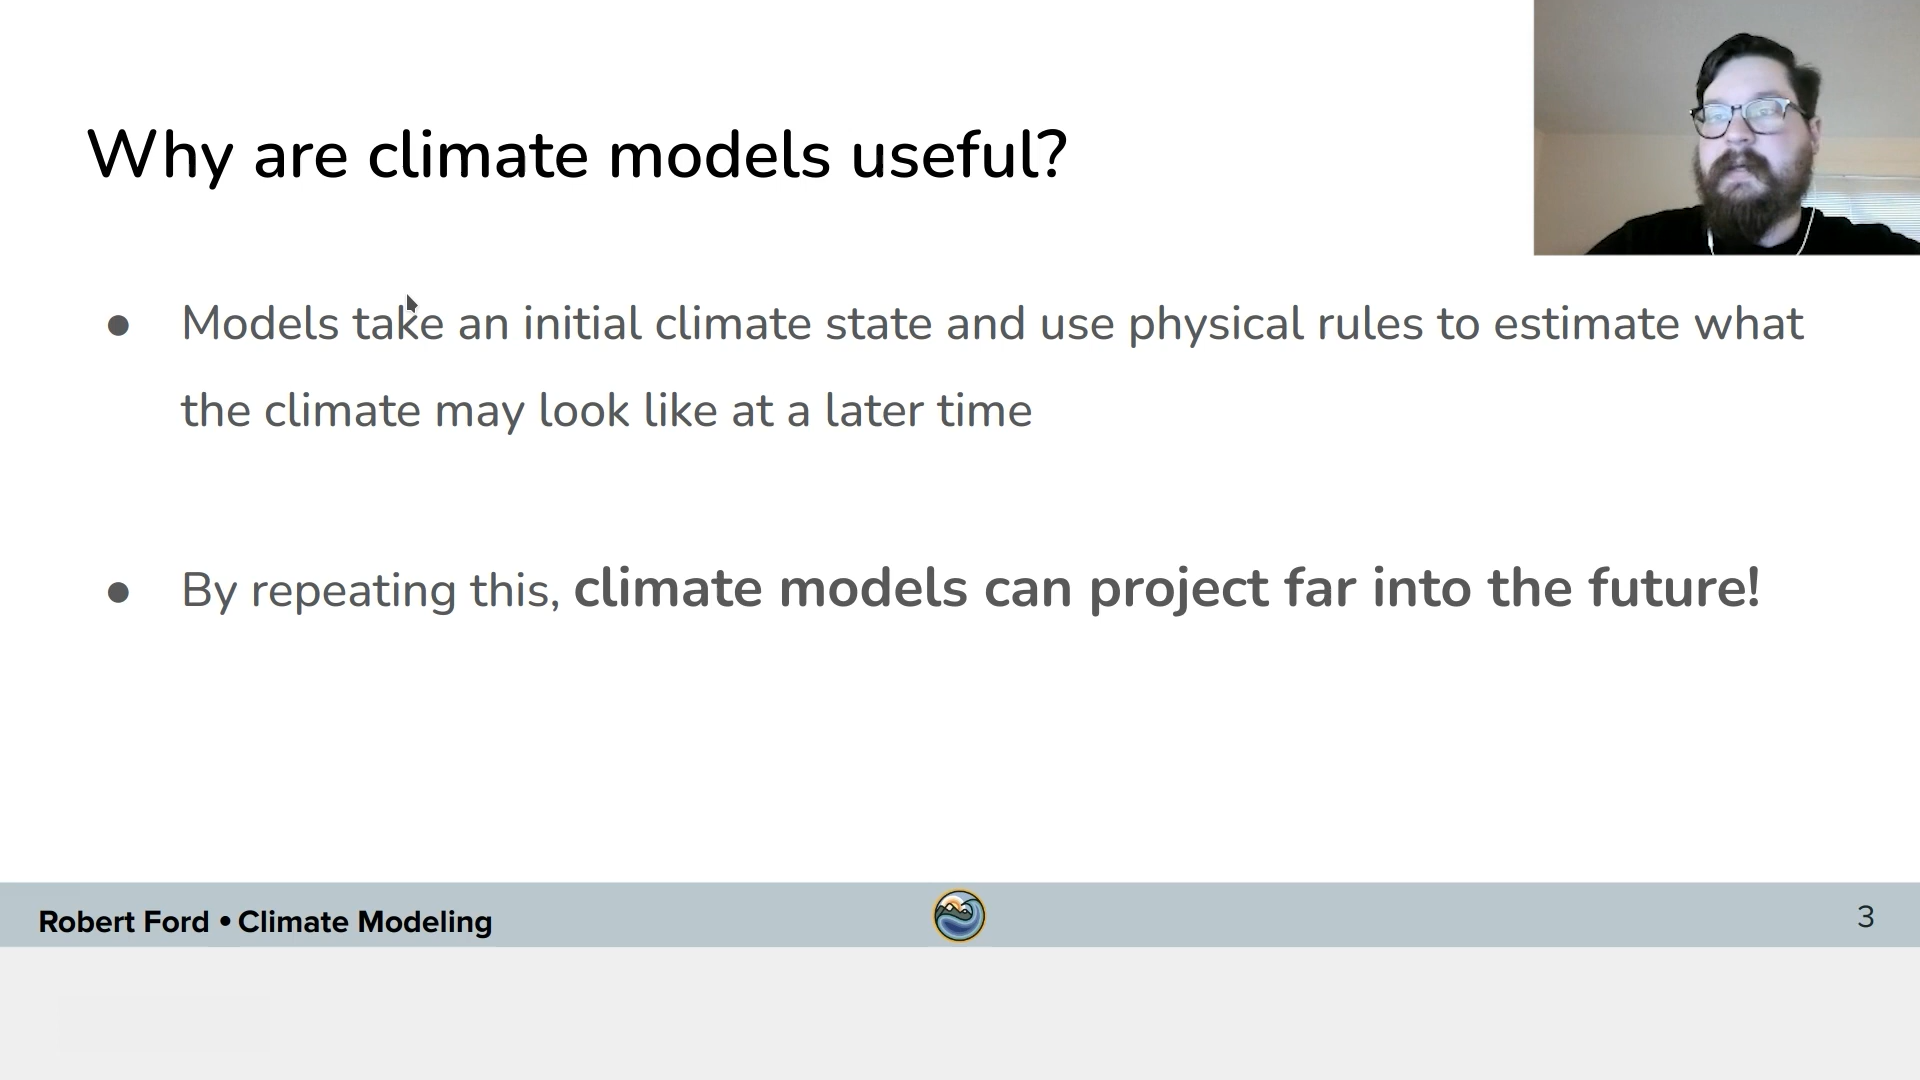 Why are climate models useful?
● Models take an initial climate state and use physical rules to estimate what
the climate may look like at a later time
● By repeating this, climate models can project far into the future!
Robert Ford • Climate Modeling
3